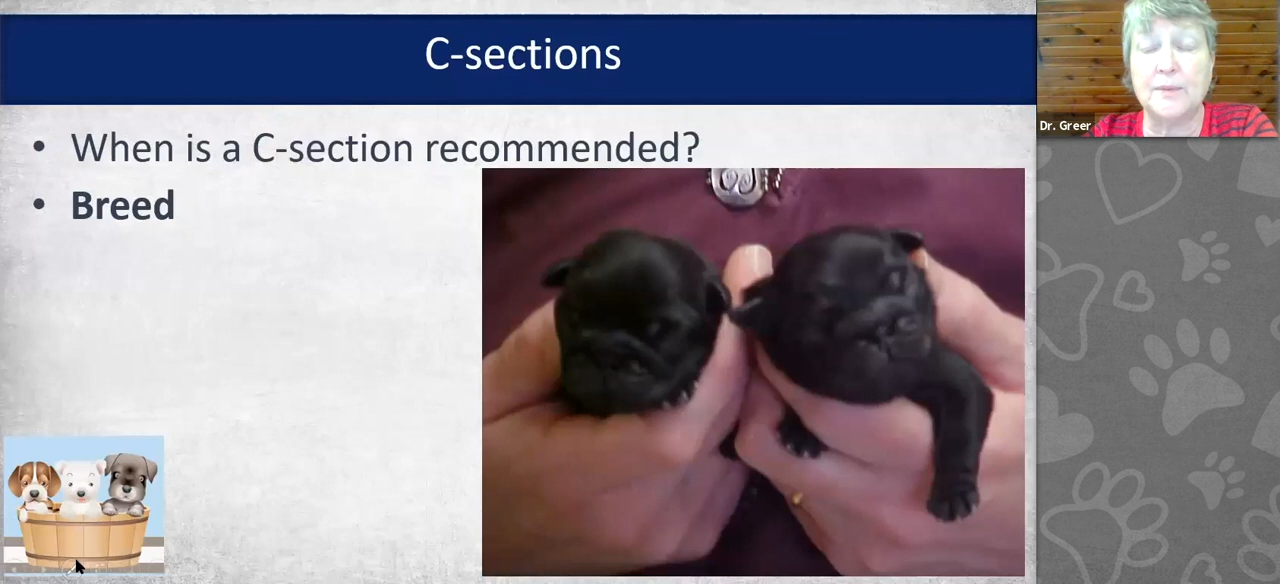 C-sections
• When is a C-section recommended?
• Breed
Dr. Greer